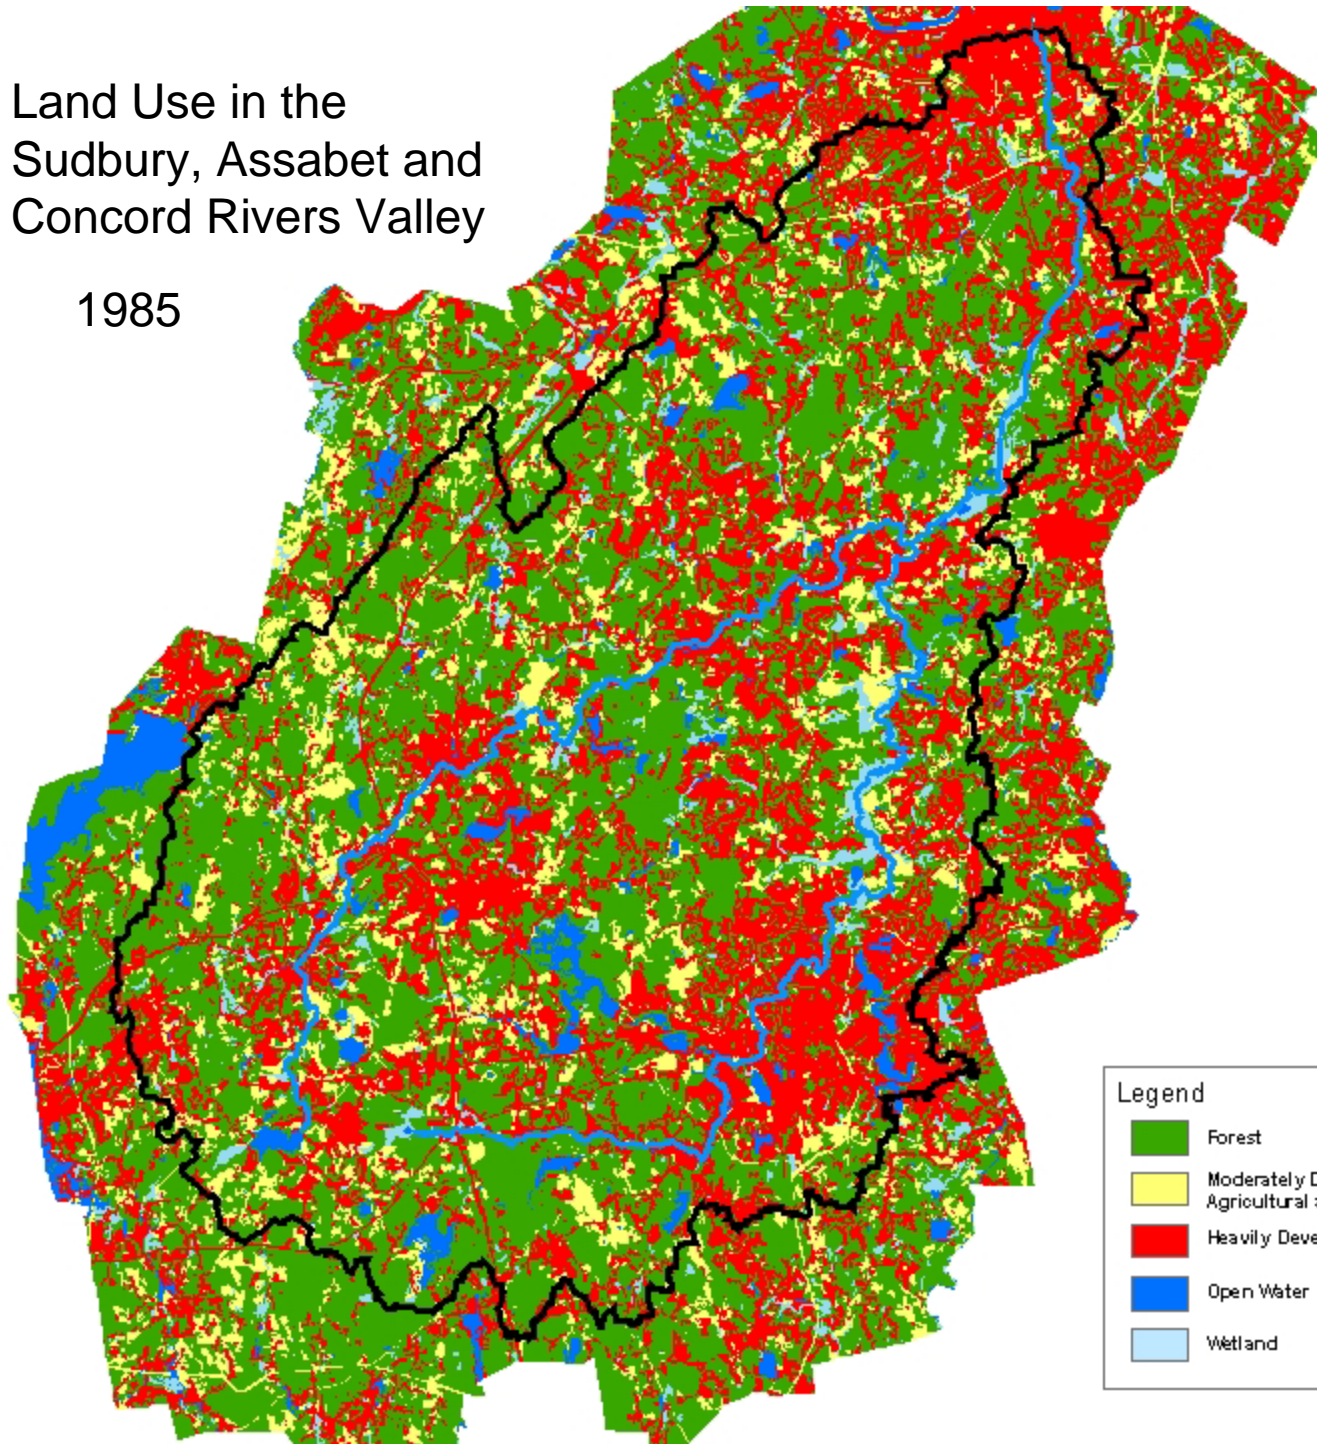 Land Use in the
Sudbury, Assabet and
Concord Rivers Valley
1985
Legend
Forest
Moderately
Agricultural
Heavily
Open Water
Wetland